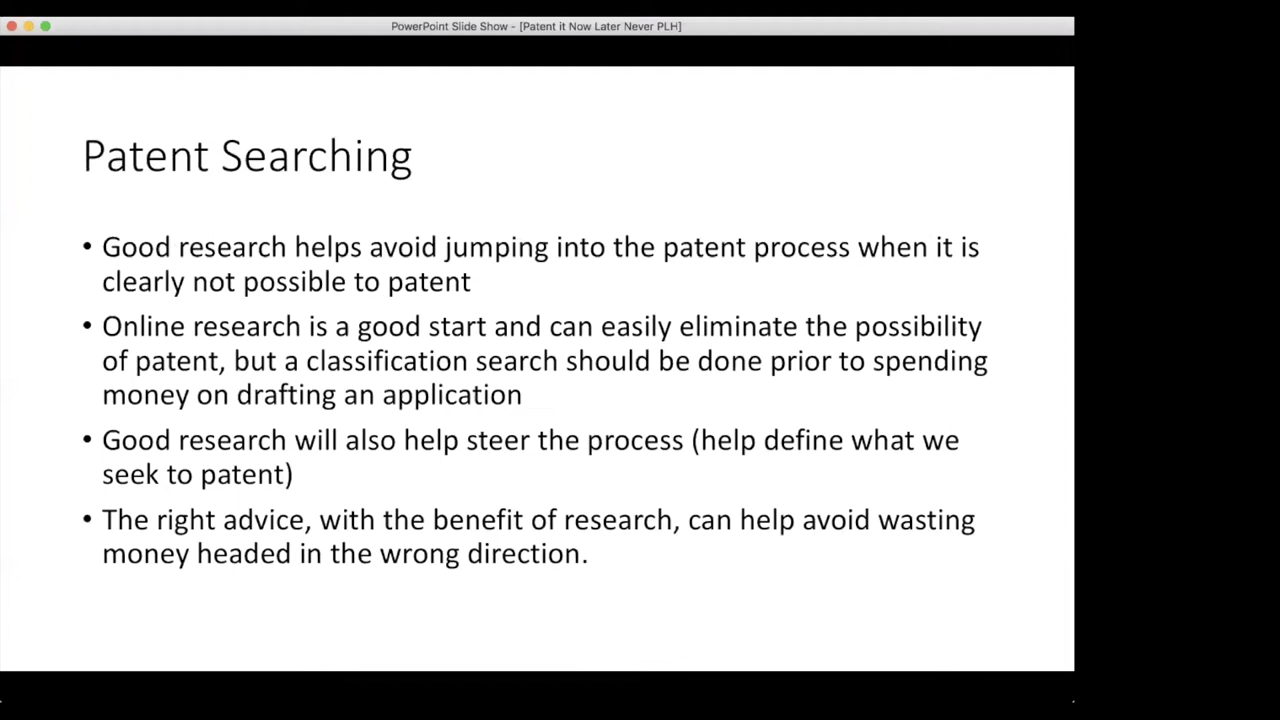 PowerPoint Slide Show - [Patent it Now Later Never PLH]
Patent Searching
• Good research helps avoid jumping into the patent process when it is
clearly not possible to patent
• Online research is a good start and can easily eliminate the possibility
of patent, but a classification search should be done prior to spending
money on drafting an application
• Good research will also help steer the process (help define what we
seek to patent)
• The right advice, with the benefit of research, can help avoid wasting
money headed in the wrong direction.